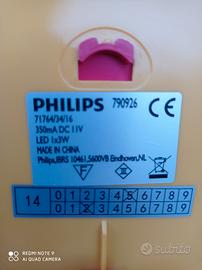 PHILIPS 790926
71764/34/16
350mA DC 11V
LED 1x3W
MADE IN CHINA
Philips,IBRS 10461,5600VB Eindhoven,NL
F
14 0 1 2 3 4 5 6 7 8 9
0 1 2 3 4 5 6 7 8 9
REDMI NOTE 9
AI QUAD CAMERA
subito